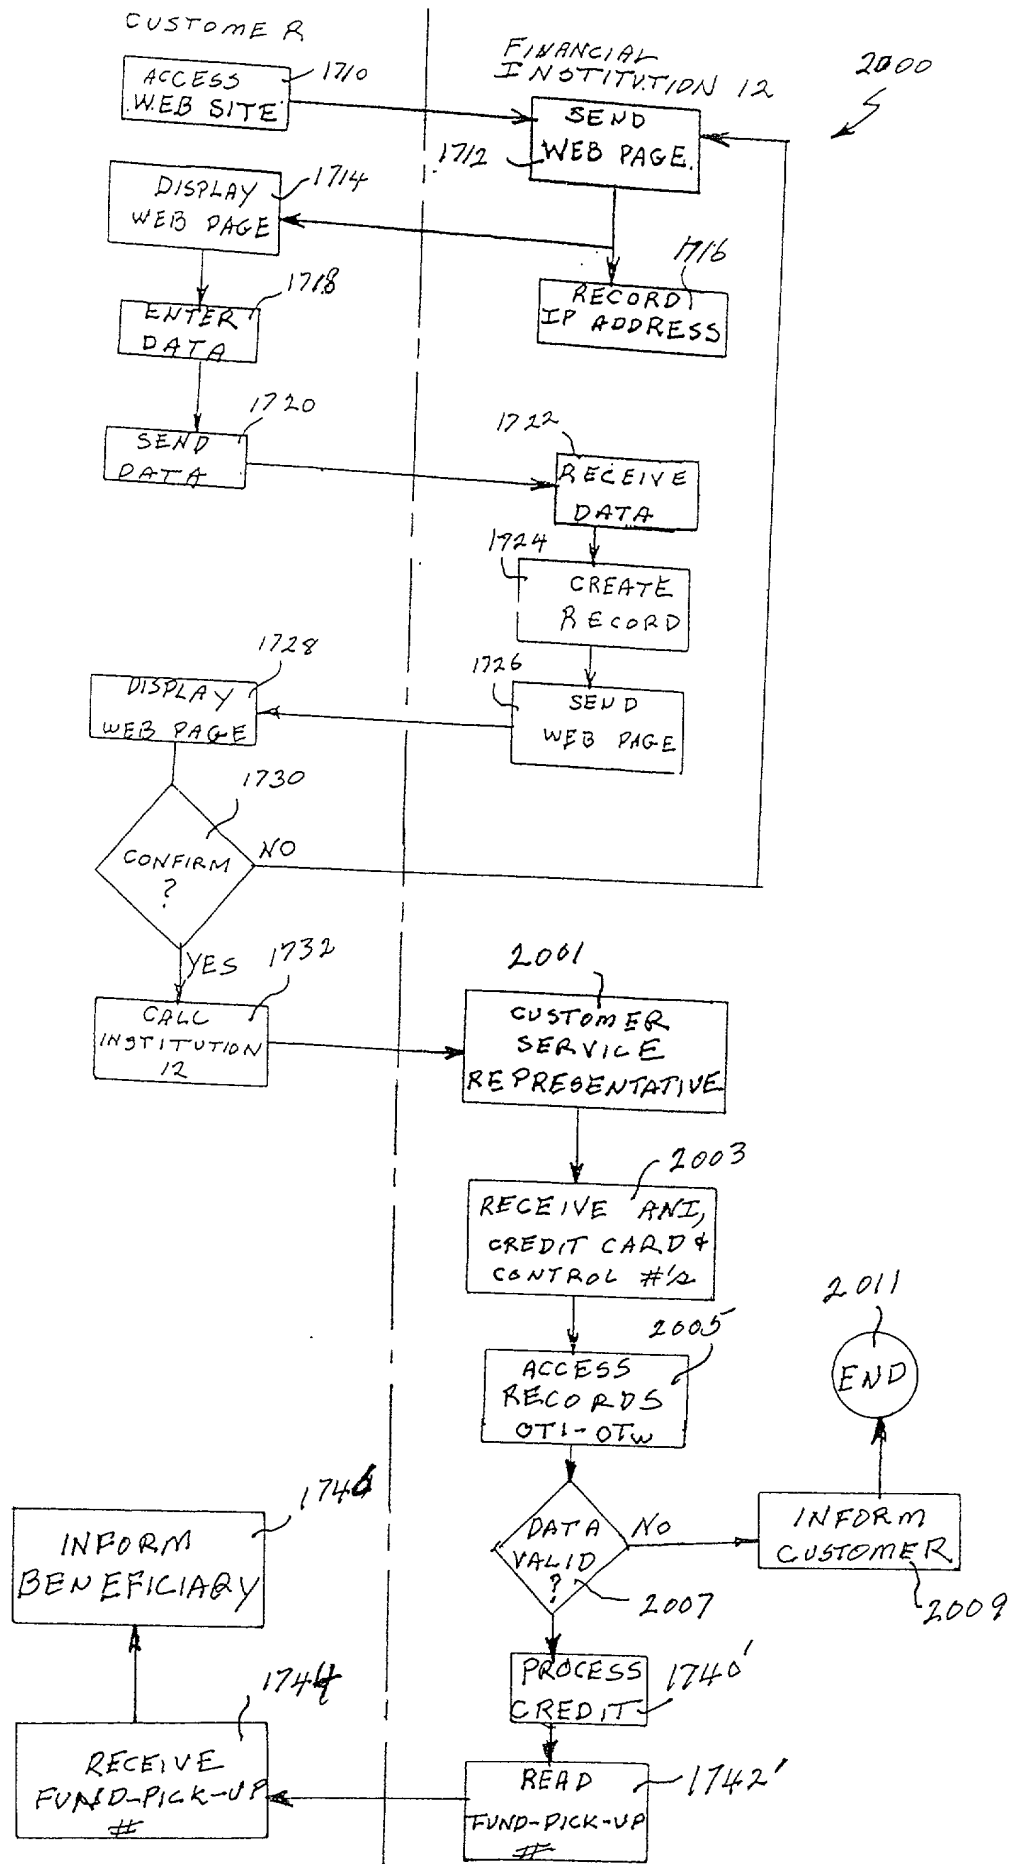 CUSTOMER
FINANCIAL
INSTITUTION 12
2000
1710
ACCESS
WEB SITE
SEND
WEB PAGE.
1712
1714
DISPLAY
WEB PAGE
1716
RECORD
IP ADDRESS
1718
ENTER
DATA
1720
SEND
DATA
1722
RECEIVE
DATA
1724
CREATE
RECORD
1726
SEND
WEB PAGE
1728
DISPLAY
WEB PAGE
1730
CONFIRM
?
NO
YES
1732
CALL
INSTITUTION
12
2001
CUSTOMER
SERVICE
REPRESENTATIVE
2003
RECEIVE ANI,
CREDIT CARD &
CONTROL #'s
2005
ACCESS
RECORDS
OT1-OTw
2011
END
DATA
VALID
?
NO
2007
INFORM
CUSTOMER
2009
PROCESS
CREDIT
1740'
READ
FUND-PICK-UP
#
1742'
1744
RECEIVE
FUND-PICK-UP
#
1746
INFORM
BENEFICIARY